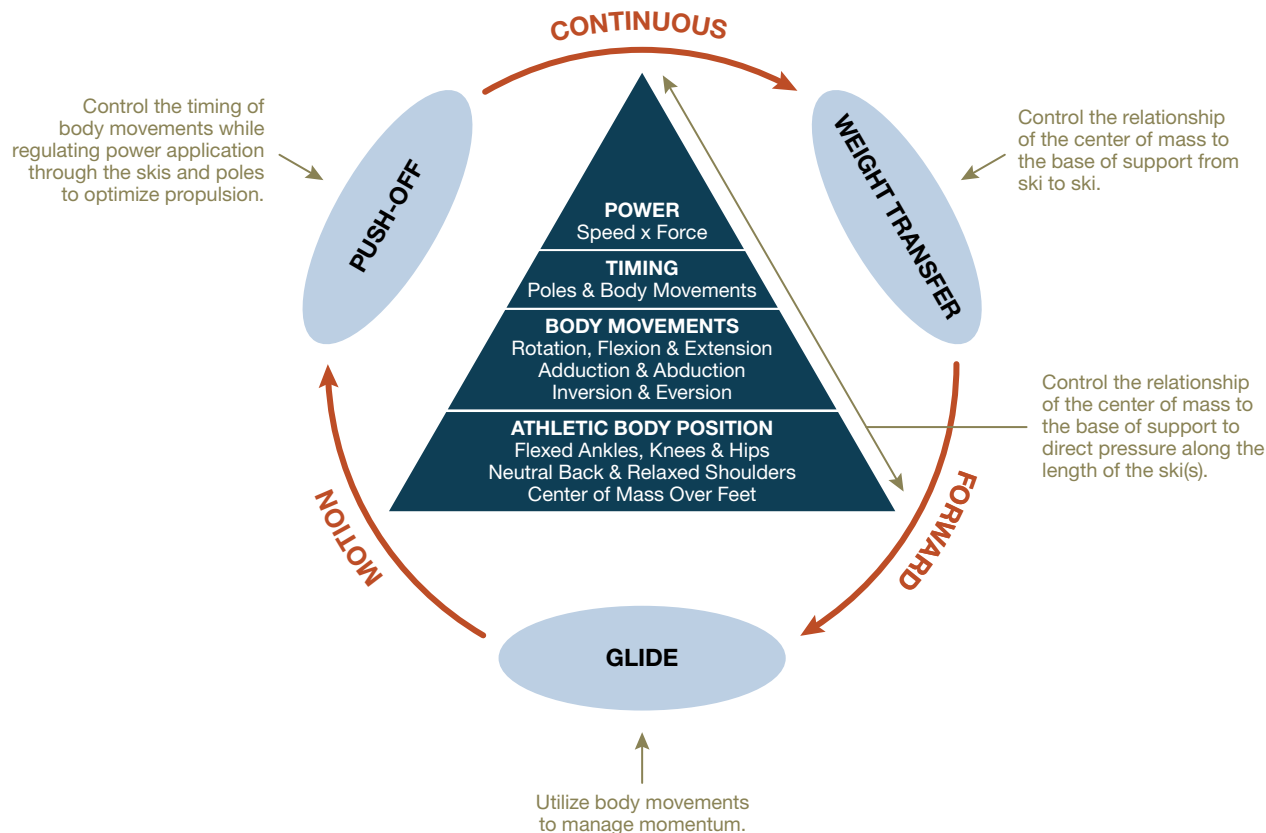 CONTINUOUS
Control the timing of
body movements while
regulating power application
through the skis and poles
to optimize propulsion.
PUSH-OFF
WEIGHT TRANSFER
Control the relationship
of the center of mass to
the base of support from
ski to ski.
POWER
Speed x Force
TIMING
Poles & Body Movements
BODY MOVEMENTS
Rotation, Flexion & Extension
Adduction & Abduction
Inversion & Eversion
ATHLETIC BODY POSITION
Flexed Ankles, Knees & Hips
Neutral Back & Relaxed Shoulders
Center of Mass Over Feet
Control the relationship
of the center of mass to
the base of support to
direct pressure along the
length of the ski(s).
FORWARD
MOTION
GLIDE
Utilize body movements
to manage momentum.